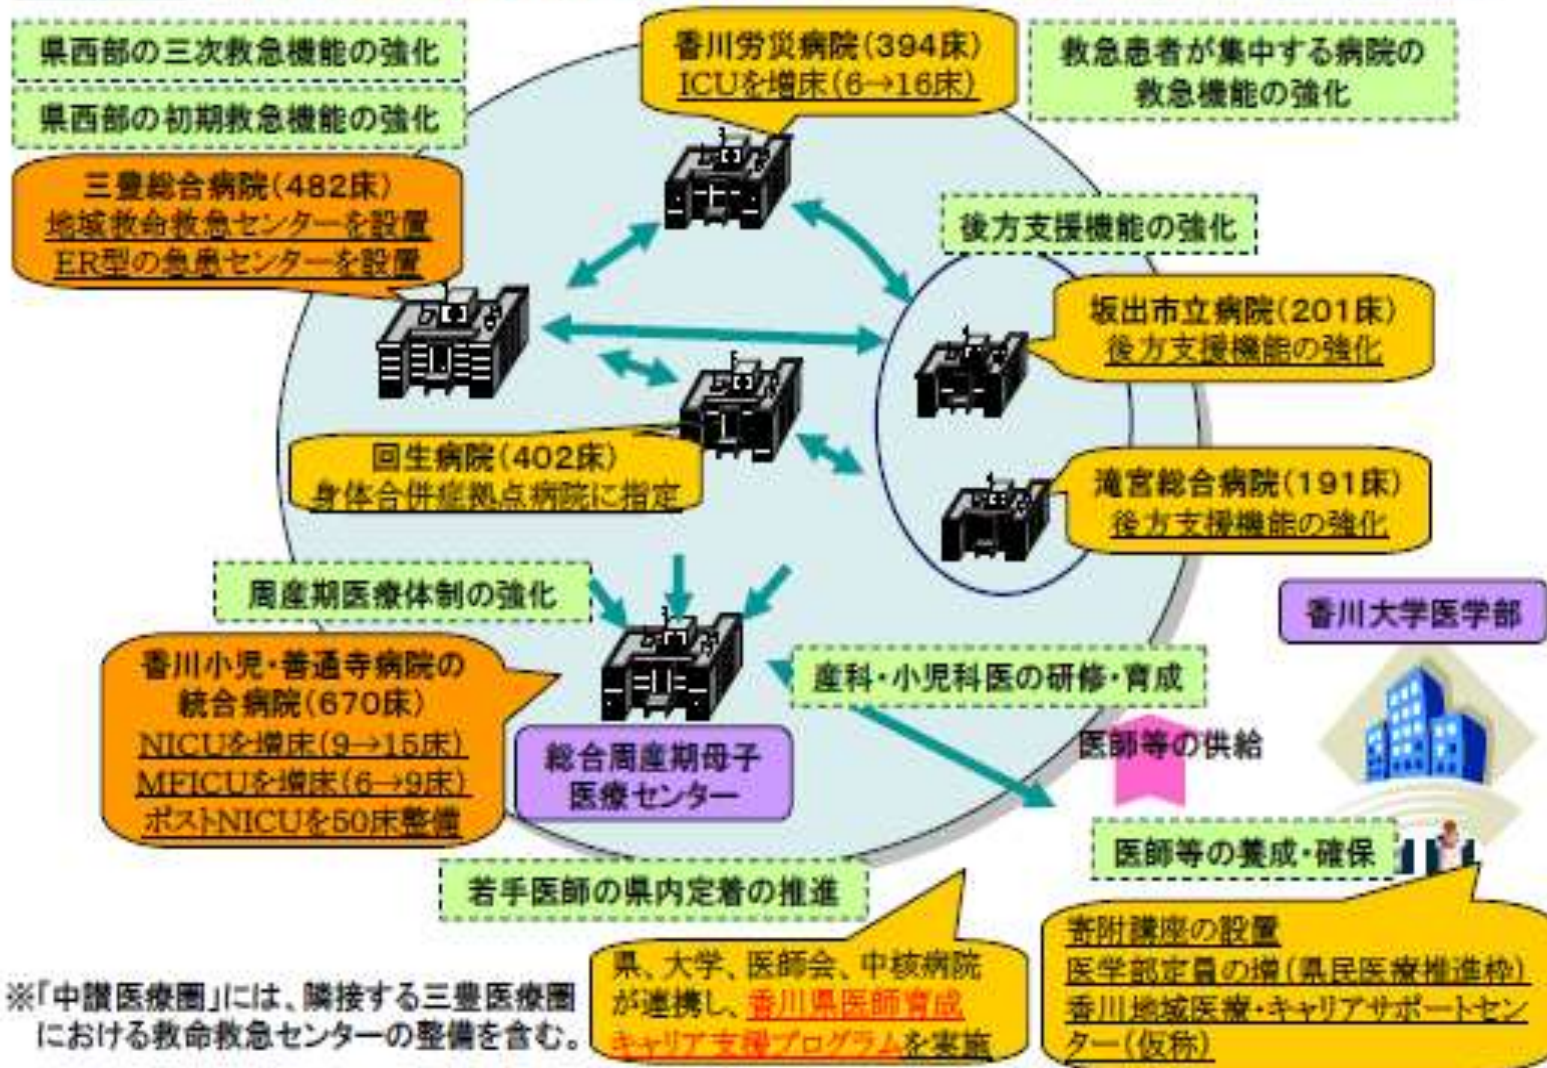 県西部の三次救急機能の強化
県西部の初期救急機能の強化
香川労災病院(394床)
ICUを増床(6→16床)
救急患者が集中する病院の
救急機能の強化
三豊総合病院(482床)
地域救命救急センターを設置
ER型の急患センターを設置
後方支援機能の強化
坂出市立病院(201床)
後方支援機能の強化
回生病院(402床)
身体合併症拠点病院に指定
滝宮総合病院(191床)
後方支援機能の強化
周産期医療体制の強化
香川大学医学部
香川小児・善通寺病院の
統合病院(670床)
NICUを増床(9→15床)
MFICUを増床(6→9床)
ポストNICUを50床整備
総合周産期母子
医療センター
産科・小児科医の研修・育成
医師等の供給
医師等の養成・確保
若手医師の県内定着の推進
県、大学、医師会、中核病院
が連携し、香川県医師育成
キャリア支援プログラムを実施
寄附講座の設置
医学部定員の増(県民医療推進枠)
香川地域医療・キャリアサポートセン
ター(仮称)
※「中讃医療圏」には、隣接する三豊医療圏
における救命救急センターの整備を含む。